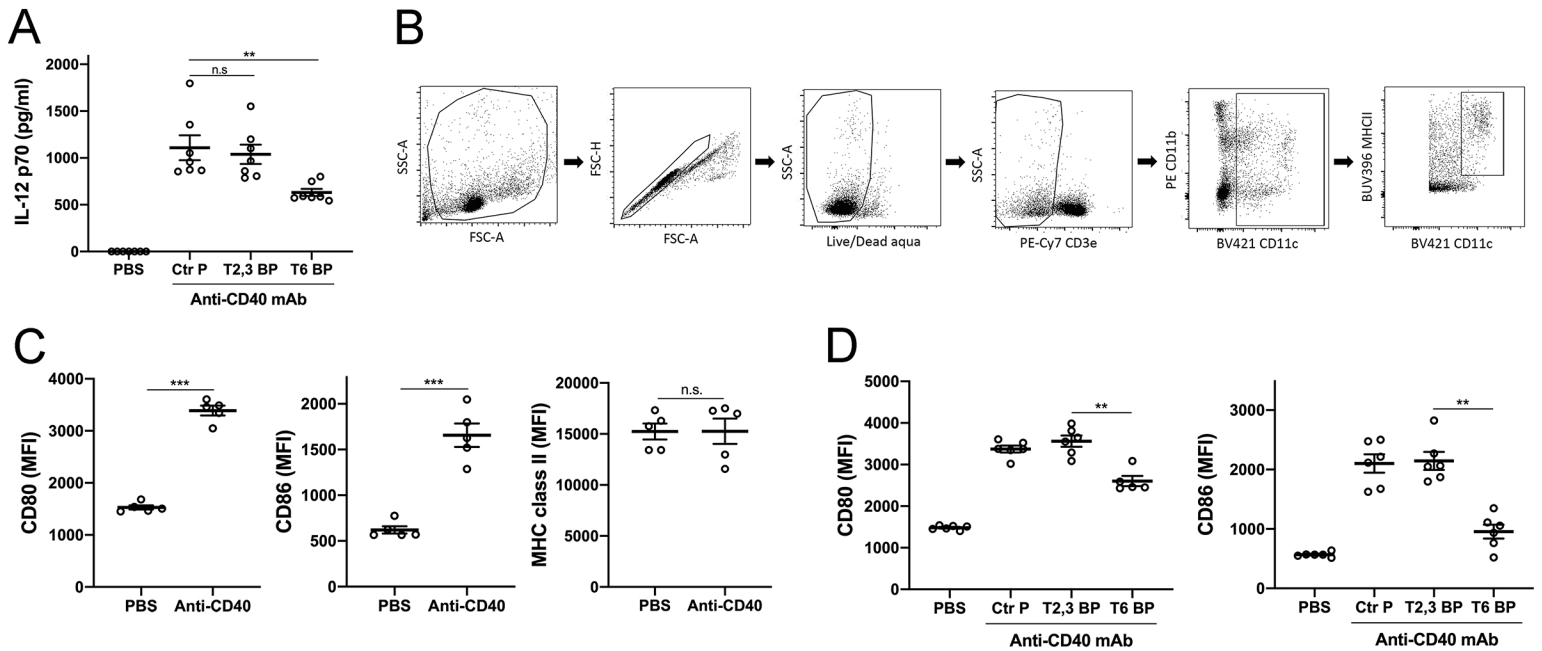 A
IL-12 p70 (pg/ml)
2000
1500
1000
500
0
**
n.s
PBS
Ctr P
T2,3 BP
T6 BP
Anti-CD40 mAb
B
SSC-A
FSC-A
FSC-H
FSC-A
SSC-A
Live/Dead aqua
SSC-A
PE-Cy7 CD3e
PE CD11b
BV421 CD11c
BUV396 MHCII
BV421 CD11c
C
CD80 (MFI)
4000
3000
2000
1000
0
***
PBS
Anti-CD40
CD86 (MFI)
2000
1500
1000
500
0
***
PBS
Anti-CD40
MHC class II (MFI)
20000
15000
10000
5000
0
n.s.
PBS
Anti-CD40
D
CD80 (MFI)
5000
4000
3000
2000
1000
0
**
PBS
Ctr P
T2,3 BP
T6 BP
Anti-CD40 mAb
CD86 (MFI)
3000
2000
1000
0
**
PBS
Ctr P
T2,3 BP
T6 BP
Anti-CD40 mAb